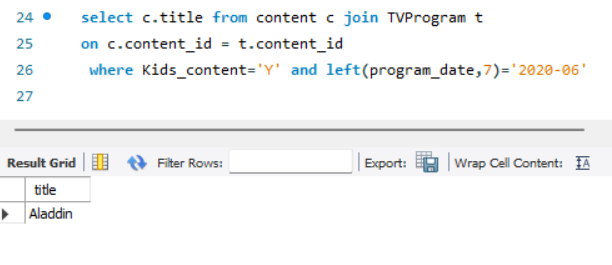 24 select c.title from content c join TVProgram t
25 on c.content_id = t.content_id
26 where Kids_content='Y' and left(program_date,7)='2020-06'
27
Result Grid Filter Rows: Export: Wrap Cell Content: IA
title
Aladdin